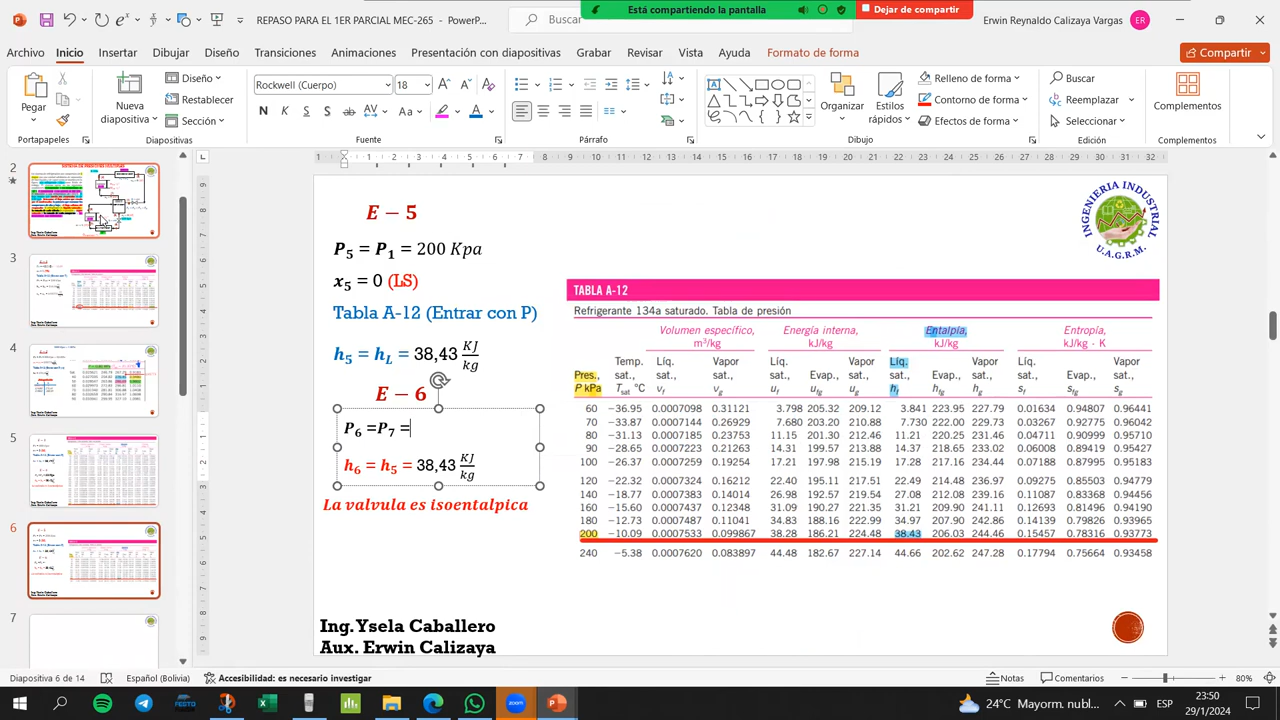 REPASO PARA EL 1ER PARCIAL MEC-265 - PowerP...
Buscar
Está compartiendo la pantalla
Dejar de compartir
Erwin Reynaldo Calizaya Vargas ER
Archivo Inicio Insertar Dibujar Diseño Transiciones Animaciones Presentación con diapositivas Grabar Revisar Vista Ayuda Formato de forma
Compartir
Pegar
Nueva diapositiva
Diseño
Restablecer
Sección
Rockwell (Cuerpo) 18
Organizar
Estilos rápidos
Relleno de forma
Contorno de forma
Efectos de forma
Buscar
Reemplazar
Seleccionar
Complementos
Portapapeles Diapositivas Fuente Párrafo Dibujo Edición Complementos
2
3
4
5
6
7
E − 5
P₅ = P₁ = 200 Kpa
x₅ = 0 (LS)
Tabla A-12 (Entrar con P)
h₅ = h_L = 38,43 KJ/kg
E − 6
P₆ =P₇ =
h₆ = h₅ = 38,43 KJ/kg
La valvula es isoentalpica
INGENIERIA INDUSTRIAL
U.A.G.R.M.
TABLA A-12
Refrigerante 134a saturado. Tabla de presión
Volumen específico, Energía interna, Entalpía, Entropía,
m³/kg kJ/kg kJ/kg kJ/kg · K
Temp. Líq. Vapor Líq. Vapor Líq. Vapor Líq. Vapor
Pres., sat., sat., sat., sat., Evap., sat., sat., Evap., sat., sat., Evap., sat.,
P kPa T_sat °C v_f v_g u_f u_fg u_g h_f h_fg h_g s_f s_fg s_g
60 −36.95 0.0007098 0.31121 3.798 205.32 209.12 3.841 223.95 227.79 0.01634 0.94807 0.96441
70 −33.87 0.0007144 0.26929 7.680 203.20 210.88 7.730 222.00 229.73 0.03267 0.92775 0.96042
80 −31.13 0.0007185 0.23753 11.15 201.30 212.46 11.21 220.25 231.46 0.04711 0.90999 0.95710
90 −28.65 0.0007223 0.21263 14.31 199.57 213.88 14.37 218.65 233.02 0.06008 0.89419 0.95427
100 −26.37 0.0007259 0.19254 17.21 197.98 215.19 17.28 217.16 234.44 0.07188 0.87995 0.95183
120 −22.32 0.0007324 0.16212 22.40 195.11 217.51 22.49 214.48 236.97 0.09275 0.85503 0.94779
140 −18.77 0.0007383 0.14014 26.98 192.57 219.54 27.08 212.08 239.16 0.11087 0.83368 0.94456
160 −15.60 0.0007437 0.12348 31.09 190.27 221.35 31.21 209.90 241.11 0.12693 0.81496 0.94190
180 −12.73 0.0007487 0.11041 34.83 188.16 222.99 34.97 207.90 242.86 0.14139 0.79826 0.93965
200 −10.09 0.0007533 0.099867 38.28 186.21 224.48 38.43 206.03 244.46 0.15457 0.78316 0.93773
240 −5.38 0.0007620 0.083897 44.48 182.67 227.14 44.66 202.62 247.28 0.17794 0.75664 0.93458
Ing. Ysela Caballero
Aux. Erwin Calizaya
Diapositiva 6 de 14 Español (Bolivia) Accesibilidad: es necesario investigar Notas Comentarios 80%
24°C Mayorm. nubl... ESP 23:50
29/1/2024